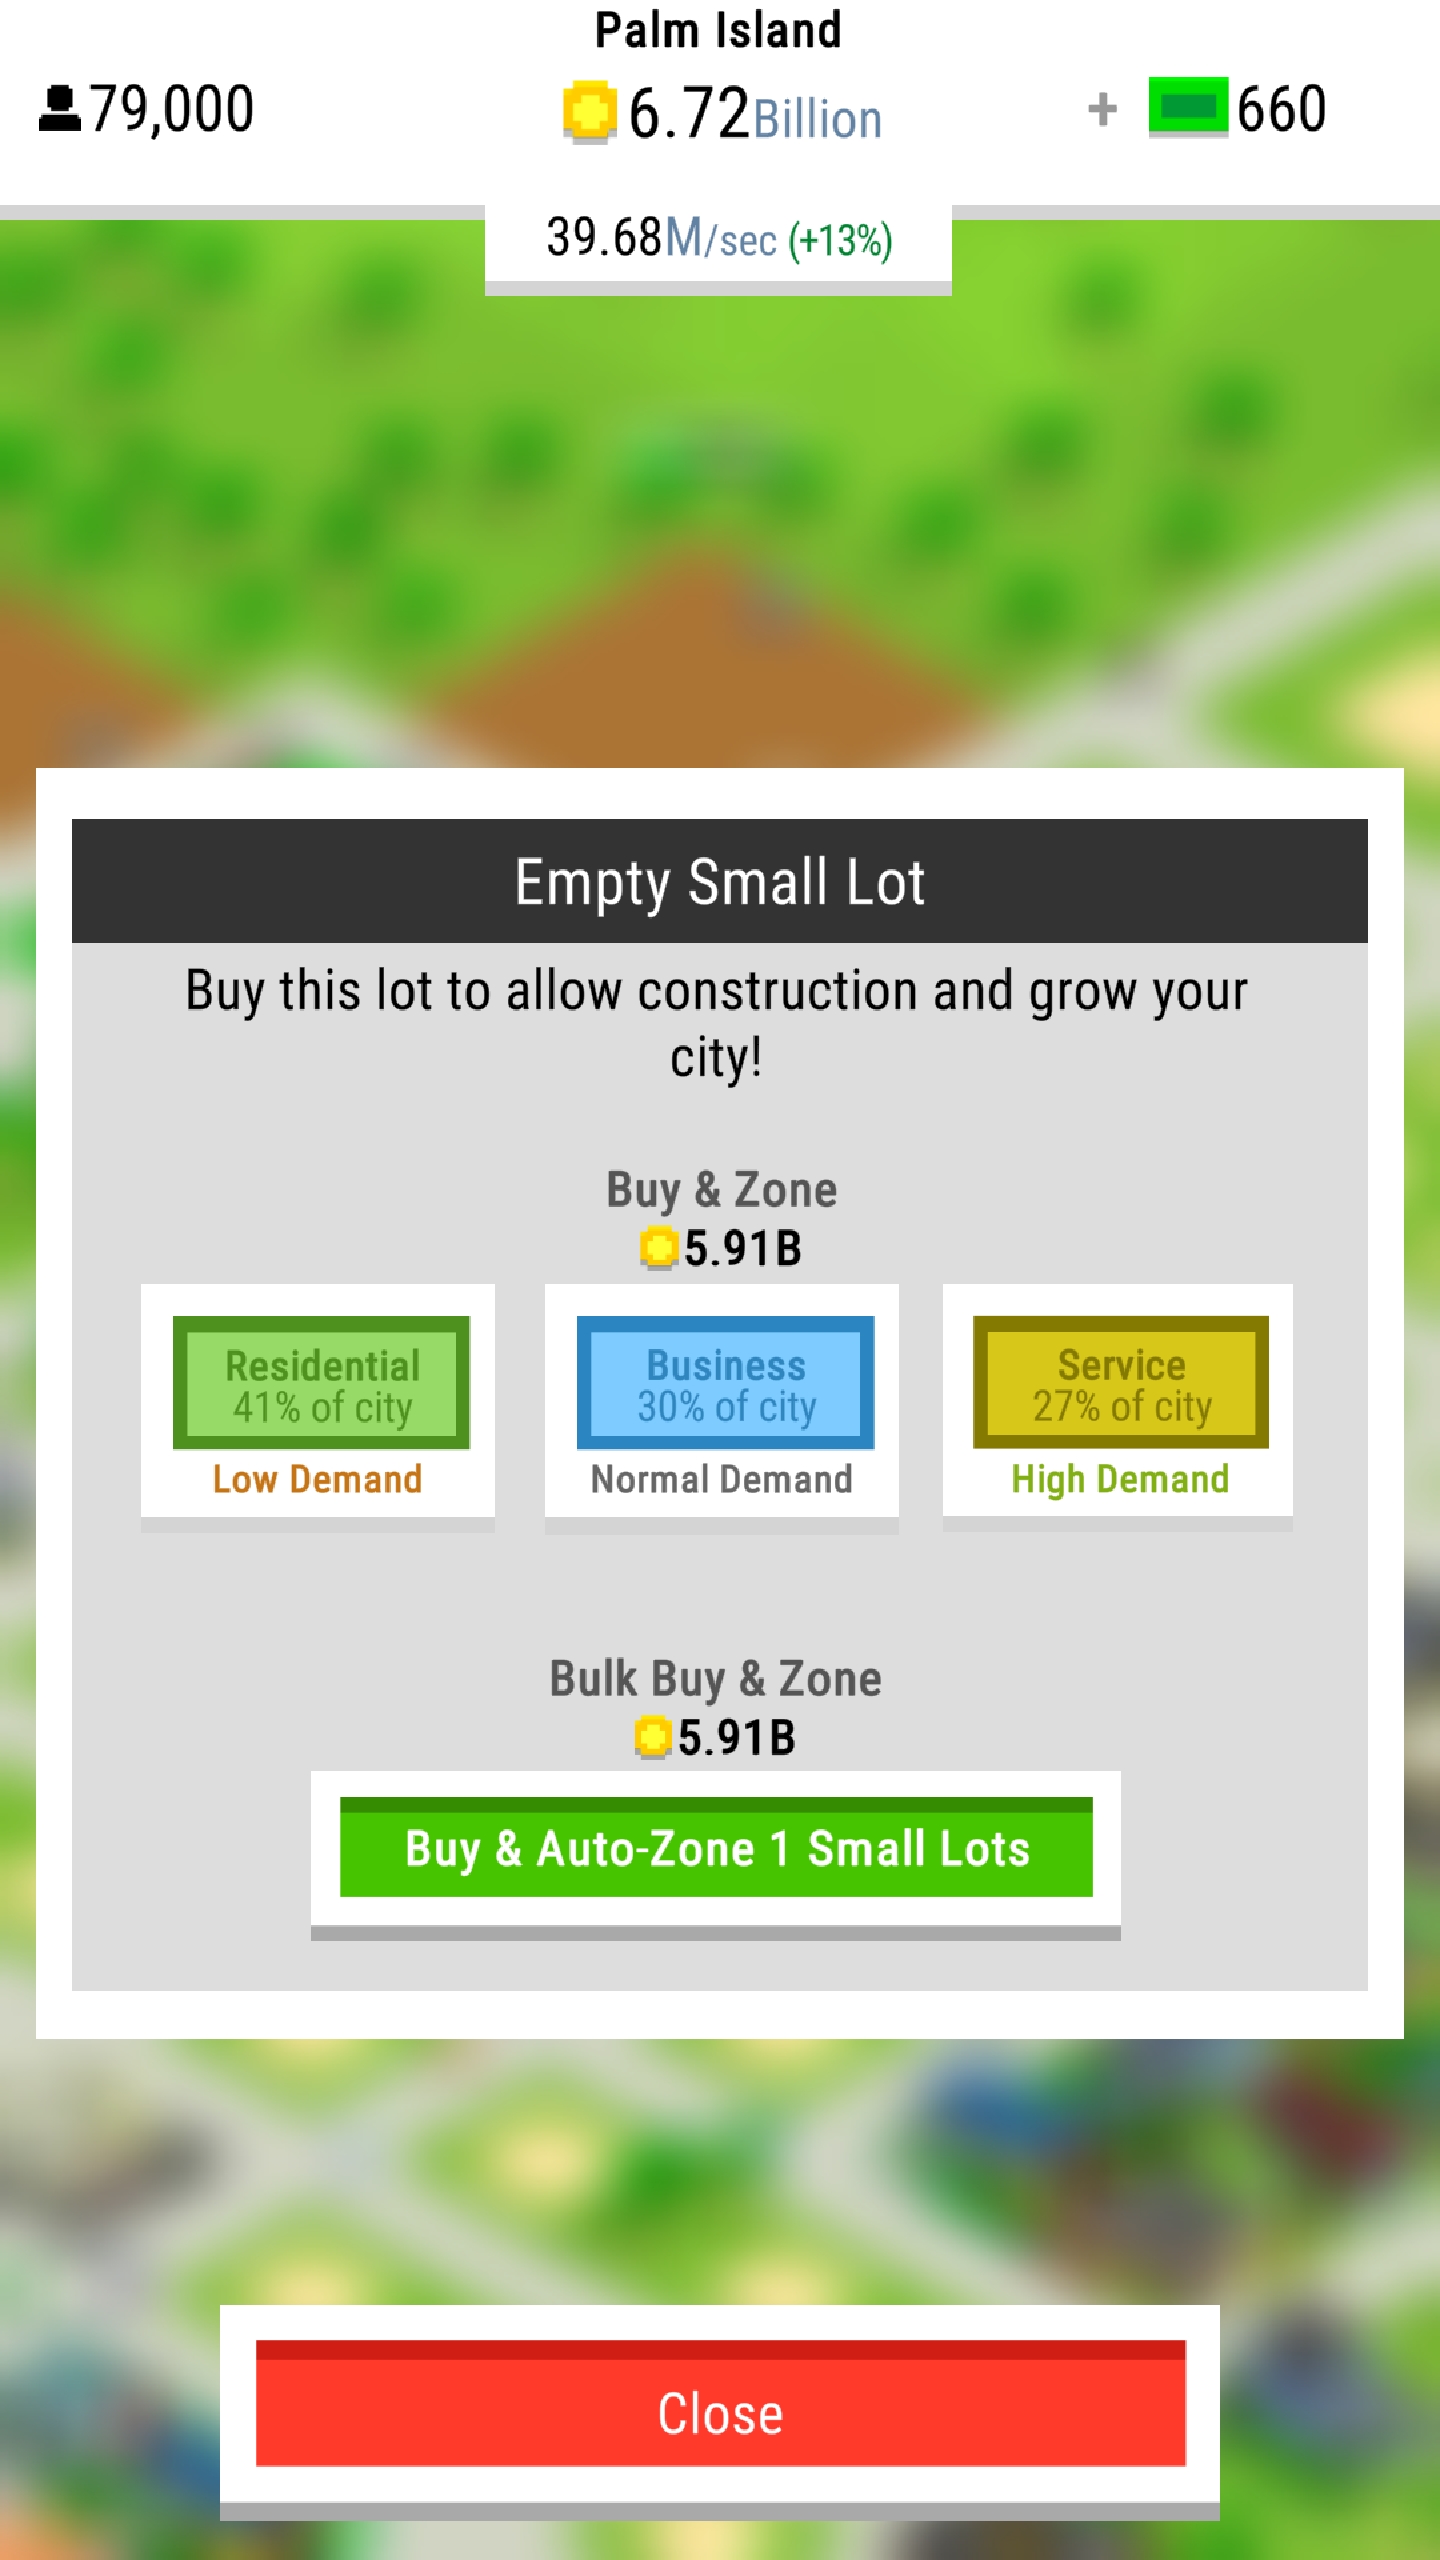 Palm Island
79,000
6.72Billion
+ 660
39.68M/sec (+13%)
Empty Small Lot
Buy this lot to allow construction and grow your
city!
Buy & Zone
5.91B
Residential
41% of city
Low Demand
Business
30% of city
Normal Demand
Service
27% of city
High Demand
Bulk Buy & Zone
5.91B
Buy & Auto-Zone 1 Small Lots
Close